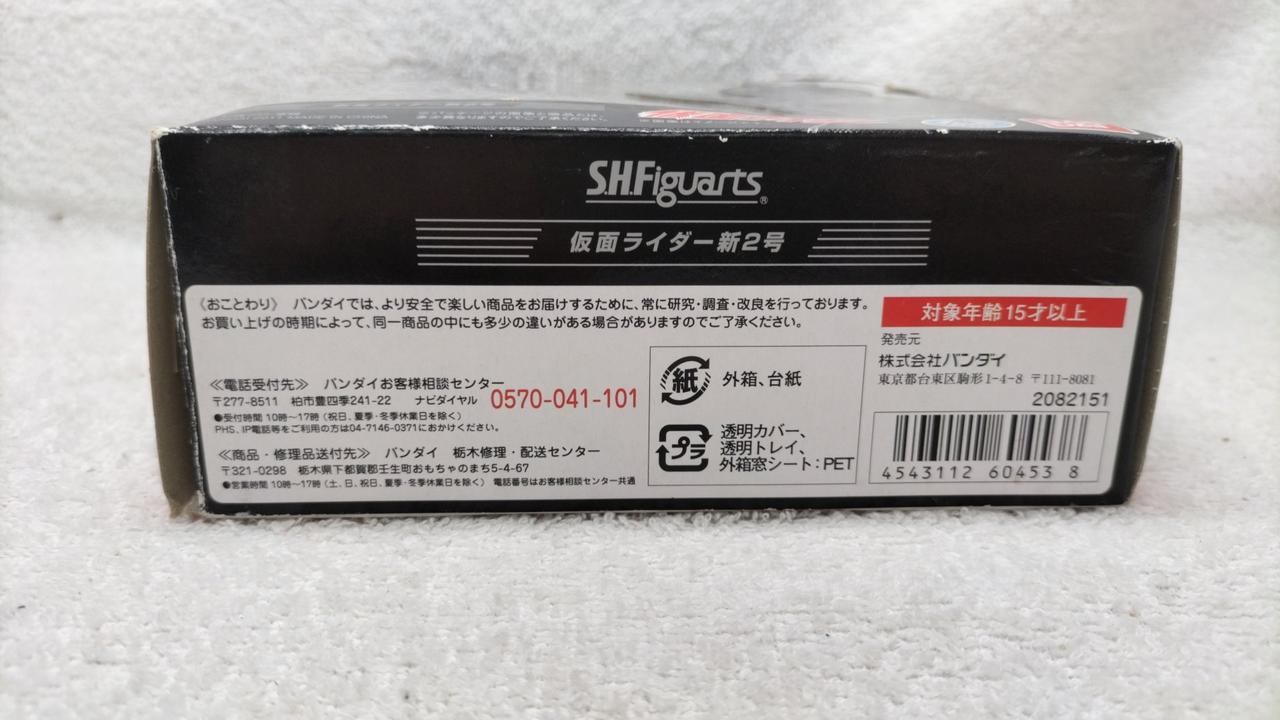 MADE IN CHINA
S.H.Figuarts®
仮面ライダー新2号
《おことわり》 バンダイでは、より安全で楽しい商品をお届けするために、常に研究・調査・改良を行っております。
お買い上げの時期によって、同一商品の中にも多少の違いがある場合がありますのでご了承ください。
《電話受付先》 バンダイお客様相談センター
〒277-8511 柏市豊四季241-22 ナビダイヤル 0570-041-101
●受付時間 10時〜17時(祝日、夏季・冬季休業日を除く)
PHS、IP電話等をご利用の方は04-7146-0371におかけください。
《商品・修理品送付先》 バンダイ 栃木修理・配送センター
〒321-0298 栃木県下都賀郡壬生町おもちゃのまち5-4-67
●営業時間 10時〜17時(土、日、祝日、夏季・冬季休業日を除く) 電話番号はお客様相談センター共通
紙
外箱、台紙
プラ
透明カバー、
透明トレイ、
外箱窓シート：PET
対象年齢15才以上
発売元
株式会社バンダイ
東京都台東区駒形1-4-8 〒111-8081
2082151
4543112 60453 8